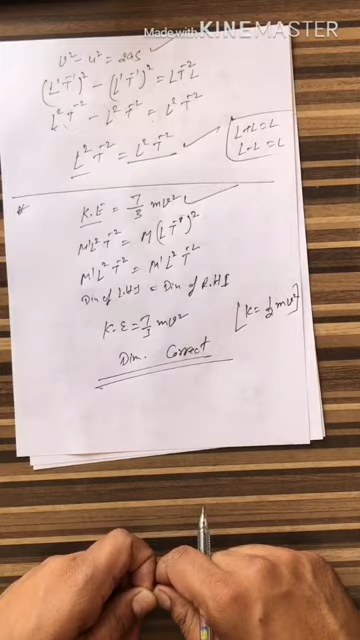 Made with KINEMASTER
v² - u² = 2as
(L¹T⁻¹)² - (L¹T⁻¹)² = LT⁻²L
L²T⁻² - L²T⁻² = L²T⁻²
L²T⁻² = L²T⁻²
L+L=L
L-L=L
* K.E = 7/3 mv²
M¹L²T⁻² = M(LT⁻¹)²
M¹L²T⁻² = M¹L²T⁻²
Dim of L.H.S = Dim of R.H.S
K.E = 7/3 mv²
[K = 1/2 mv²]
Dim. Correct